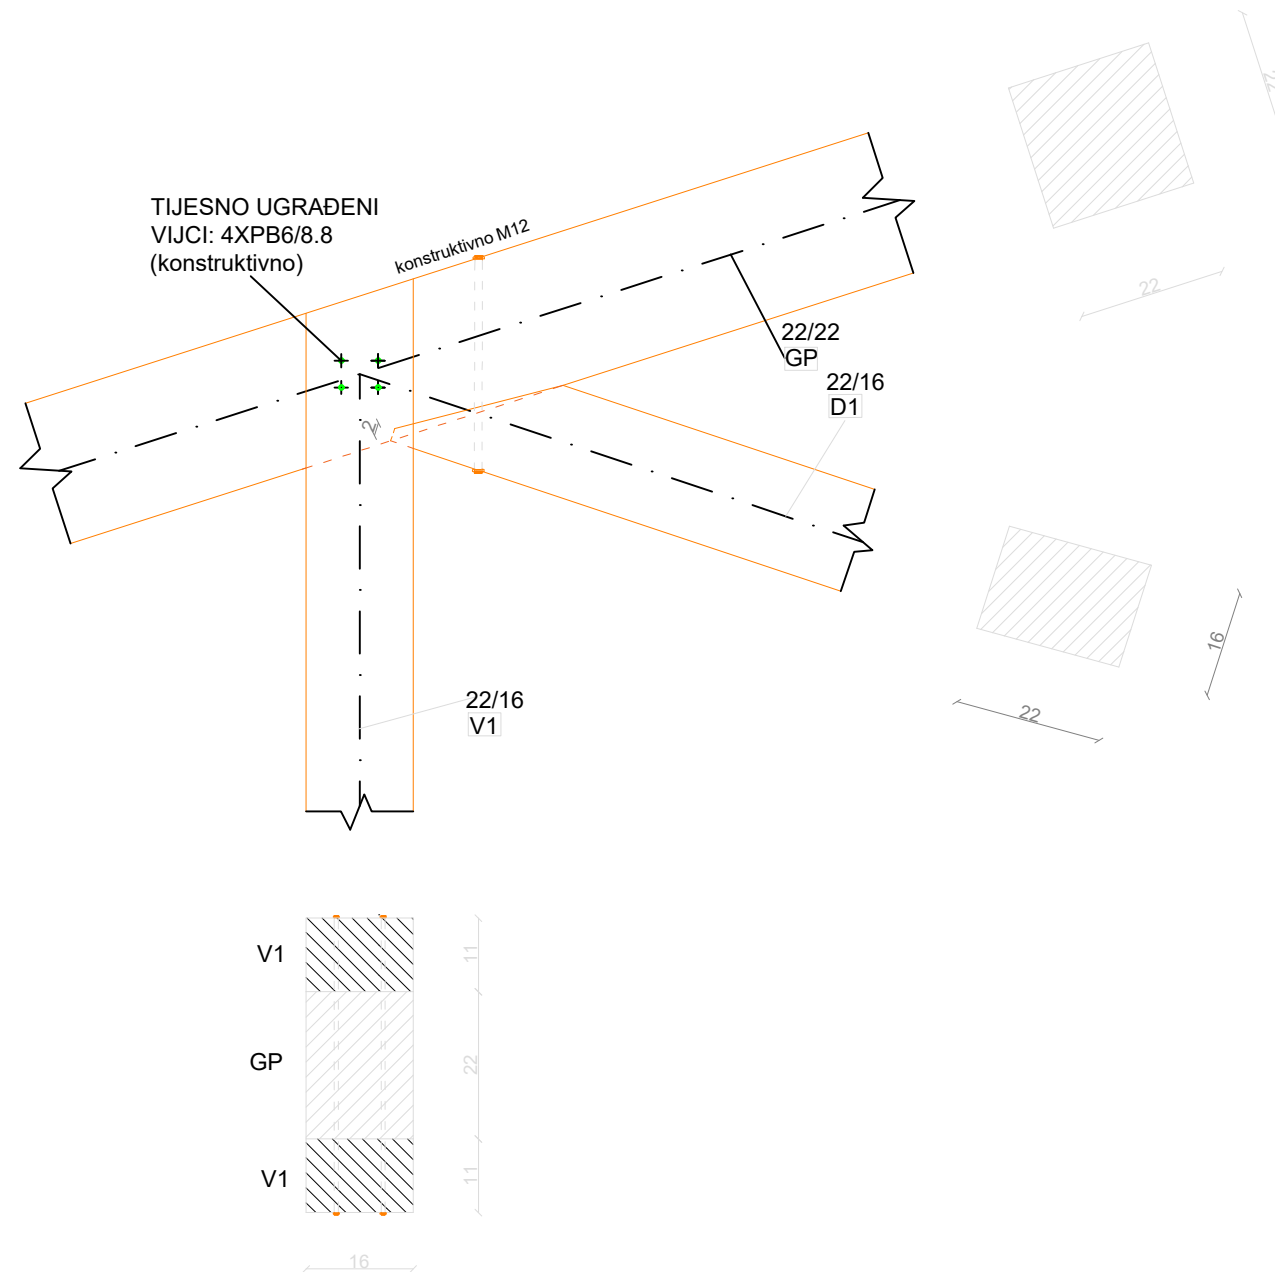 TIJESNO UGRAĐENI
VIJCI: 4XPB6/8.8
(konstruktivno)
konstruktivno M12
22
22/22
GP
22/16
D1
2
16
22
22/16
V1
V1
11
GP
22
V1
11
16